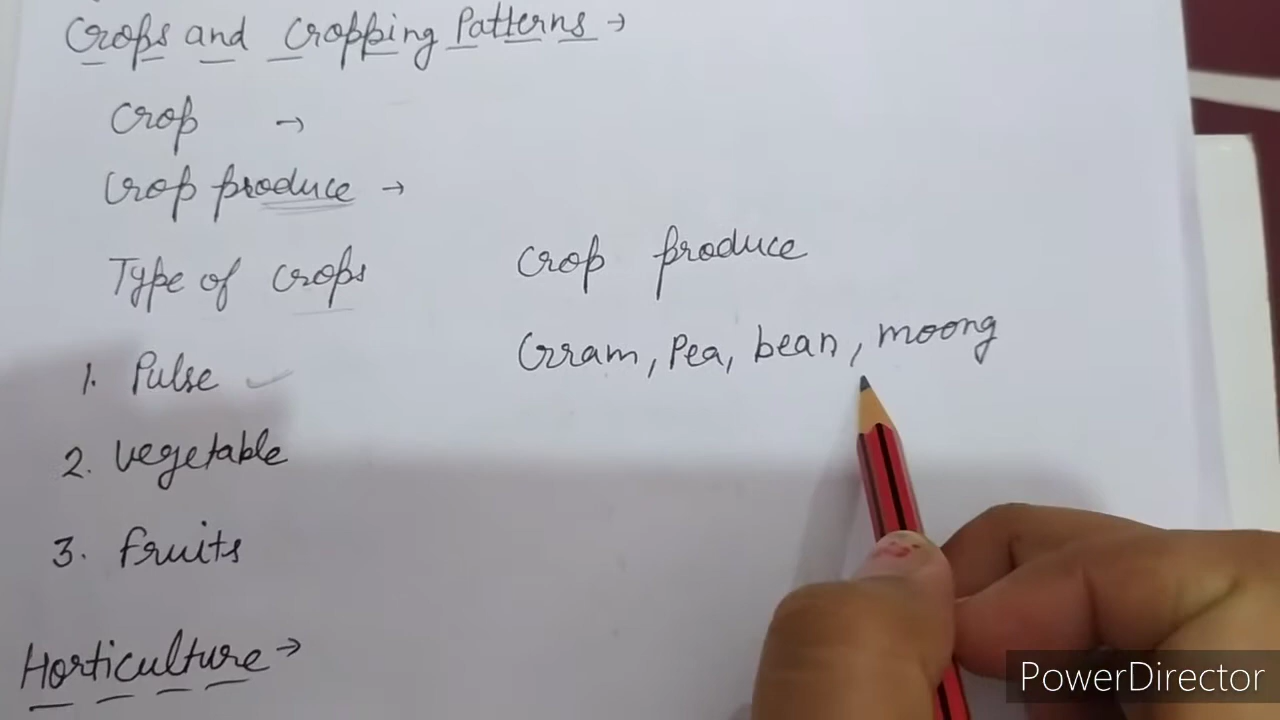 Crops and Cropping Patterns →
Crop →
Crop produce →
Type of crops
Crop produce
1. Pulse ✓
Gram, Pea, bean, moong
2. vegetable
3. fruits
Horticulture →
PowerDirector